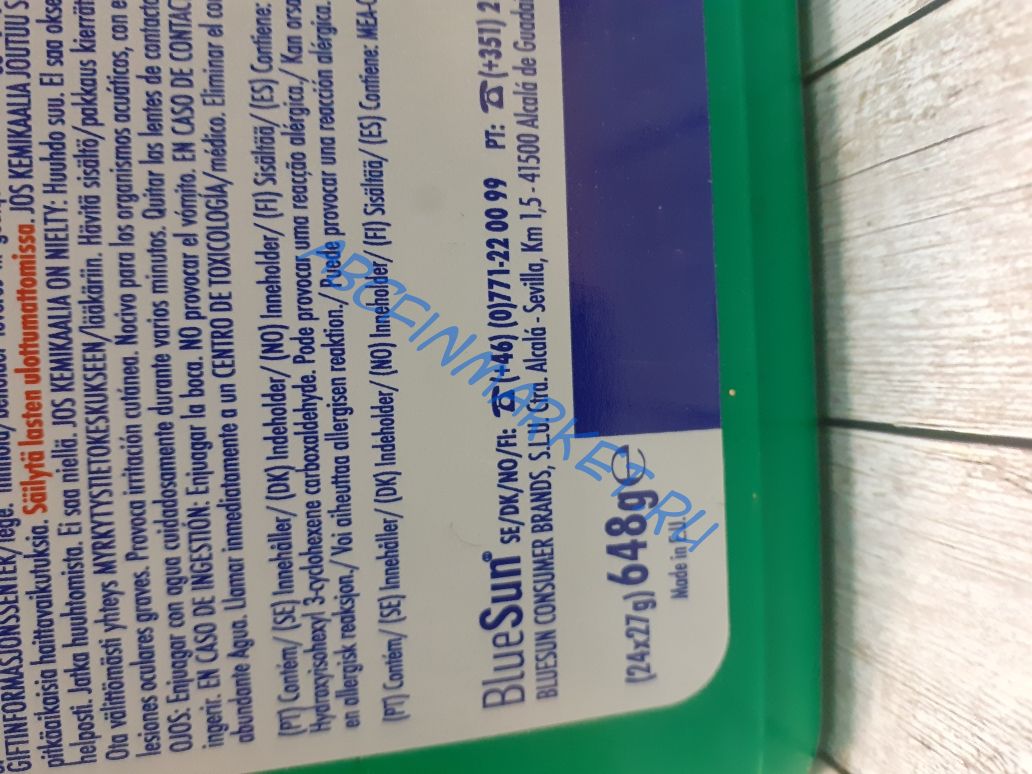 GIFTINFORMASJONSSENTER/lege.
pitkäaikaisia haittavaikutuksia. Säilytä lasten ulottumattomissa. JOS KEMIKAALIA JOUTUU S
helposti. Jatka huuhtomista. Ei saa niellä. JOS KEMIKAALIA ON NIELTY: Huuhdo suu. EI saa okse
Ota välittömästi yhteys MYRKYTYSTIETOKESKUKSEEN/lääkäriin. Hävitä sisältö/pakkaus kierrät
lesiones oculares graves. Provoca irritación cutánea. Nocivo para los organismos acuáticos, con e
OJOS: Enjuagar con agua cuidadosamente durante varios minutos. Quitar las lentes de contacto
ingerir. EN CASO DE INGESTIÓN: Enjuagar la boca. NO provocar el vómito. EN CASO DE CONTAC
abundante Agua. Llamar inmediatamente a un CENTRO DE TOXICOLOGÍA/médico. Eliminar el co
(PT) Contém/ (SE) Innehåller/ (DK) Indeholder/ (NO) Inneholder/ (FI) Sisältää/ (ES) Contiene:
Hydroxyisohexyl 3-cyclohexene carboxaldehyde. Pode provocar uma reacção alérgica./ Kan orsa
en allergisk reaksjon./ Voi aiheuttaa allergisen reaktion./ Puede provocar una reacción alérgica.
(PT) Contém/ (SE) Innehåller/ (DK) Indeholder/ (NO) Inneholder/ (FI) Sisältää/ (ES) Contiene: MEA-C
BlueSun® SE/DK/NO/FI: ☎(+46) (0)771-22 00 99 PT: ☎(+351) 2
BLUESUN CONSUMER BRANDS, S.L.U. Ctra. Alcalá - Sevilla, Km 1,5 - 41500 Alcalá de Guadaí
(24x27g) 648g ℮
Made in E.U.
ABCFINMARKET.RU